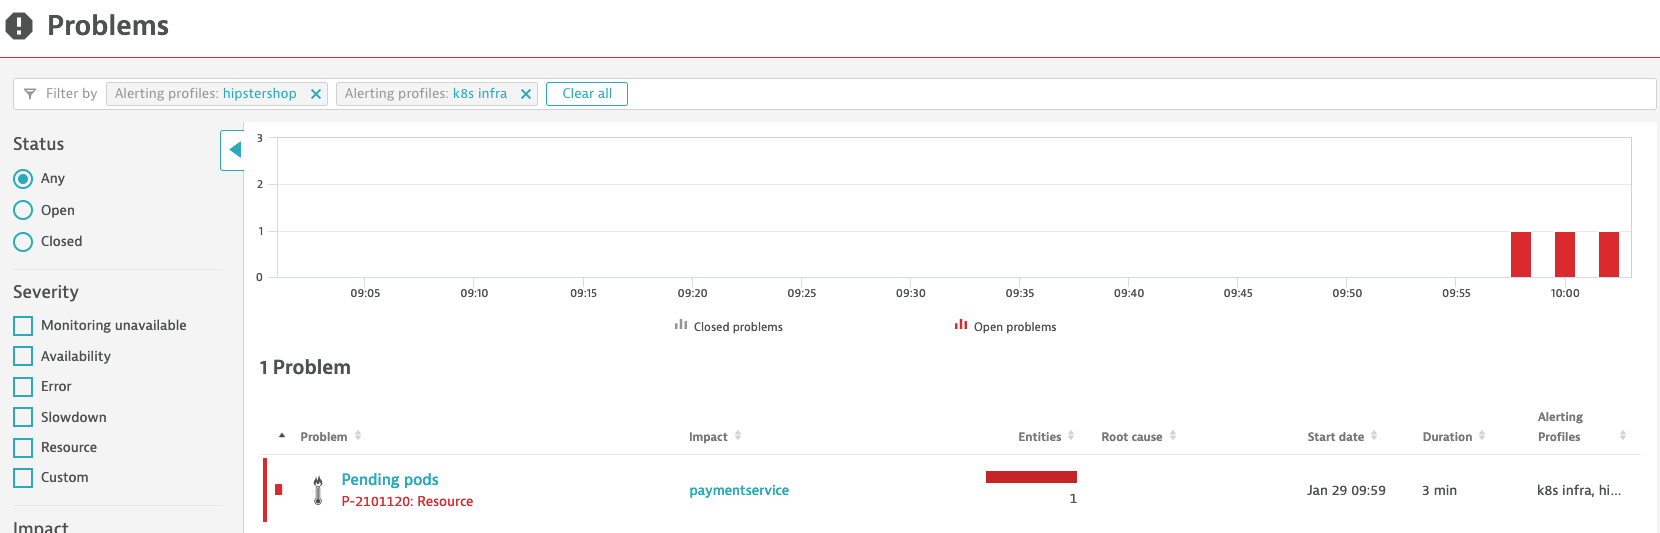 Problems
Filter by Alerting profiles: hipstershop Alerting profiles: k8s infra Clear all
Status
Any
Open
Closed
Severity
Monitoring unavailable
Availability
Error
Slowdown
Resource
Custom
Impact
3
2
1
0
09:05 09:10 09:15 09:20 09:25 09:30 09:35 09:40 09:45 09:50 09:55 10:00
Closed problems Open problems
1 Problem
Problem Impact Entities Root cause Start date Duration Alerting Profiles
Pending pods
P-2101120: Resource
paymentservice
1
Jan 29 09:59
3 min
k8s infra, hi...